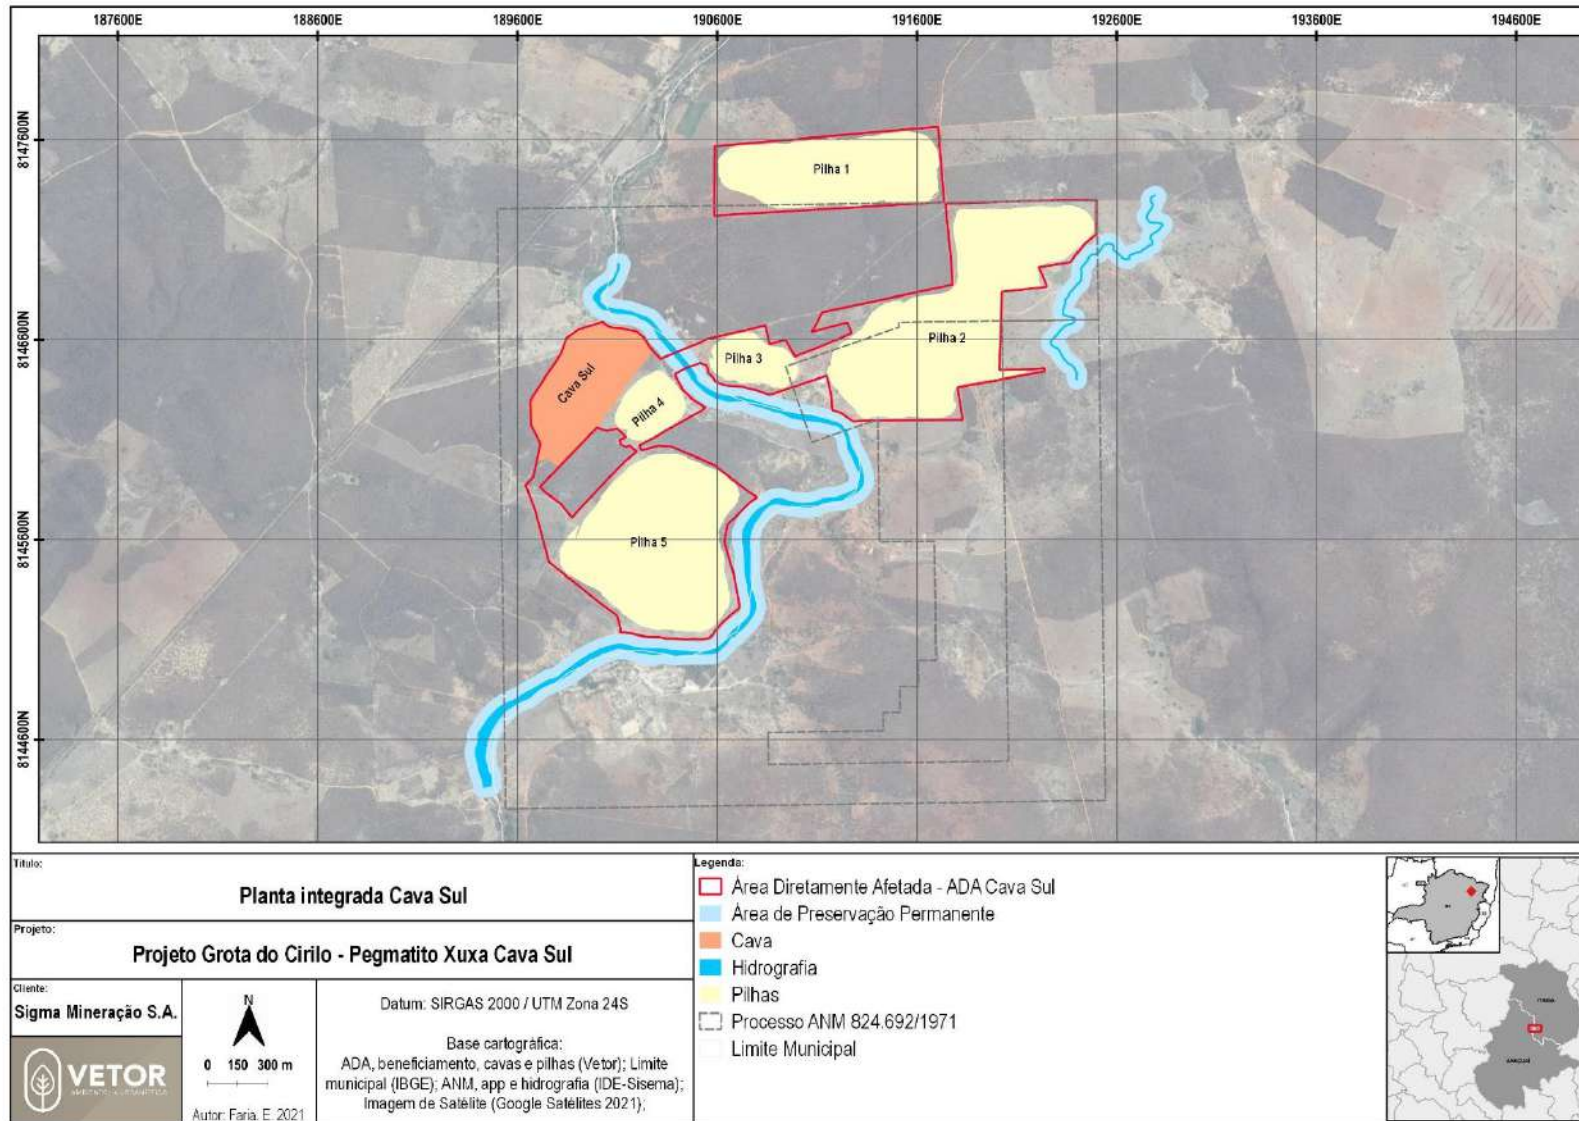 187600E 188600E 189600E 190600E 191600E 192600E 193600E 194600E
8147600N
8146600N
8145600N
8144600N
Pilha 1
Pilha 2
Pilha 3
Cava Sul
Pilha 4
Pilha 5
Título:
Planta integrada Cava Sul
Projeto:
Projeto Grota do Cirilo - Pegmatito Xuxa Cava Sul
Cliente:
Sigma Mineração S.A.
VETOR
N
0 150 300 m
Autor: Faria, E. 2021
Datum: SIRGAS 2000 / UTM Zona 24S
Base cartográfica:
ADA, beneficiamento, cavas e pilhas (Vetor); Limite
municipal (IBGE); ANM, app e hidrografia (IDE-Sisema);
Imagem de Satélite (Google Satélites 2021);
Legenda:
Área Diretamente Afetada - ADA Cava Sul
Área de Preservação Permanente
Cava
Hidrografia
Pilhas
Processo ANM 824.692/1971
Limite Municipal